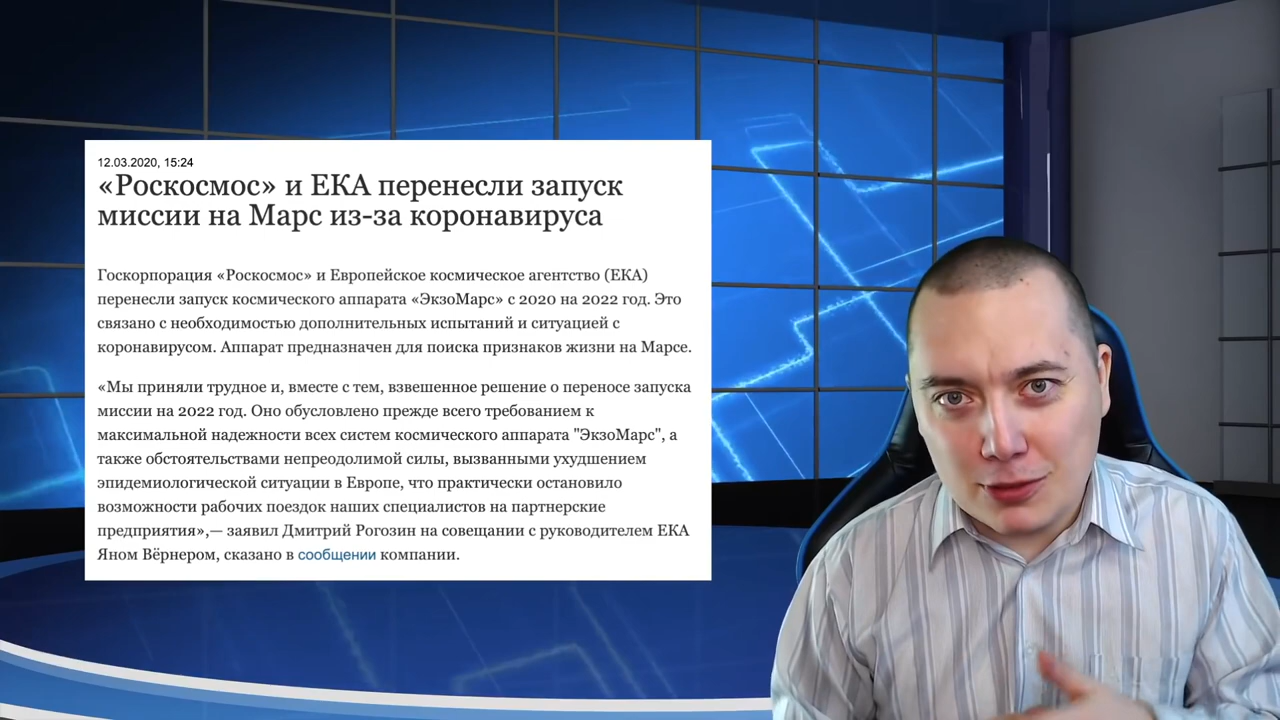 12.03.2020, 15:24
«Роскосмос» и ЕКА перенесли запуск
миссии на Марс из-за коронавируса
Госкорпорация «Роскосмос» и Европейское космическое агентство (ЕКА)
перенесли запуск космического аппарата «ЭкзоМарс» с 2020 на 2022 год. Это
связано с необходимостью дополнительных испытаний и ситуацией с
коронавирусом. Аппарат предназначен для поиска признаков жизни на Марсе.
«Мы приняли трудное и, вместе с тем, взвешенное решение о переносе запуска
миссии на 2022 год. Оно обусловлено прежде всего требованием к
максимальной надежности всех систем космического аппарата "ЭкзоМарс", а
также обстоятельствами непреодолимой силы, вызванными ухудшением
эпидемиологической ситуации в Европе, что практически остановило
возможности рабочих поездок наших специалистов на партнерские
предприятия»,— заявил Дмитрий Рогозин на совещании с руководителем ЕКА
Яном Вёрнером, сказано в сообщении компании.